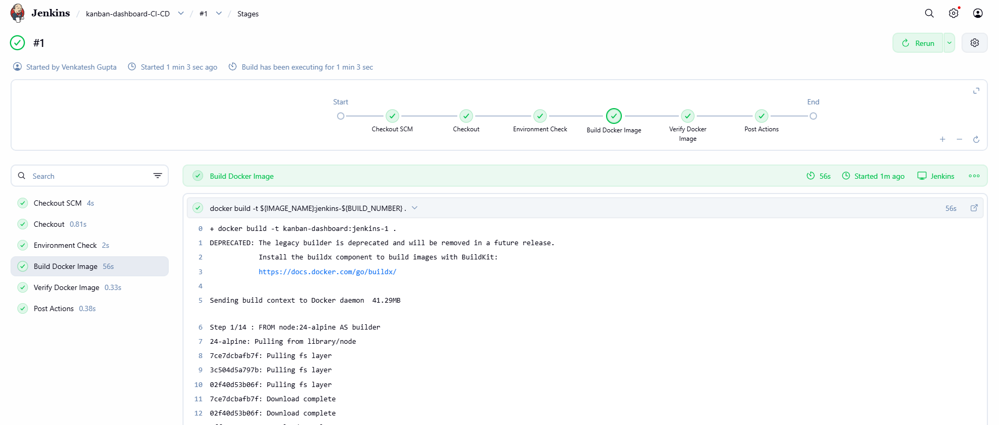 Jenkins / kanban-dashboard-CI-CD / #1 / Stages
#1
Rerun
Started by Venkatesh Gupta Started 1 min 3 sec ago Build has been executing for 1 min 3 sec
Start End
Checkout SCM Checkout Environment Check Build Docker Image Verify Docker Image Post Actions
Search
Checkout SCM 4s
Checkout 0.81s
Environment Check 2s
Build Docker Image 56s
Verify Docker Image 0.33s
Post Actions 0.38s
Build Docker Image 56s Started 1m ago Jenkins
docker build -t ${IMAGE_NAME}:jenkins-${BUILD_NUMBER} . 56s
0 + docker build -t kanban-dashboard:jenkins-1 .
1 DEPRECATED: The legacy builder is deprecated and will be removed in a future release.
2 Install the buildx component to build images with BuildKit:
3 https://docs.docker.com/go/buildx/
4
5 Sending build context to Docker daemon 41.29MB
6 Step 1/14 : FROM node:24-alpine AS builder
7 24-alpine: Pulling from library/node
8 7ce7dcbafb7f: Pulling fs layer
9 3c504d5a797b: Pulling fs layer
10 02f40d53b06f: Pulling fs layer
11 7ce7dcbafb7f: Download complete
12 02f40d53b06f: Download complete